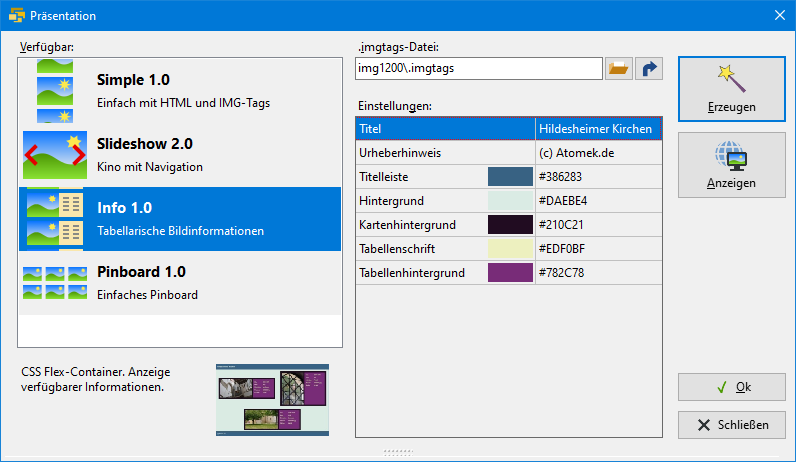 Präsentation
Verfügbar:
Simple 1.0
Einfach mit HTML und IMG-Tags
Slideshow 2.0
Kino mit Navigation
Info 1.0
Tabellarische Bildinformationen
Pinboard 1.0
Einfaches Pinboard
CSS Flex-Container. Anzeige
verfügbarer Informationen.
.imgtags-Datei:
img1200\.imgtags
Einstellungen:
Titel Hildesheimer Kirchen
Urheberhinweis (c) Atomek.de
Titelleiste #386283
Hintergrund #DAEBE4
Kartenhintergrund #210C21
Tabellenschrift #EDF0BF
Tabellenhintergrund #782C78
Erzeugen
Anzeigen
Ok
Schließen